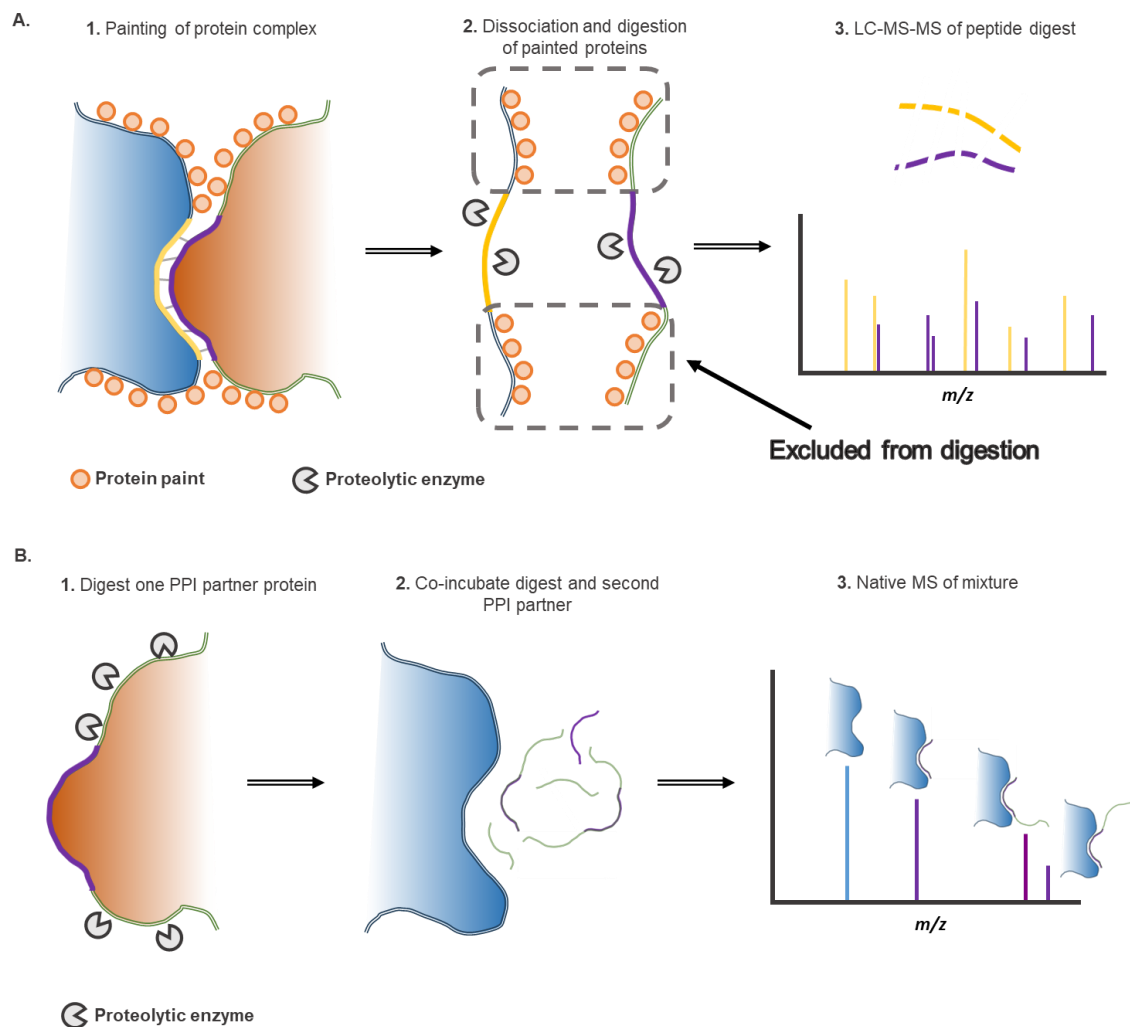 A.
1. Painting of protein complex
2. Dissociation and digestion
of painted proteins
3. LC-MS-MS of peptide digest
m/z
Excluded from digestion
Protein paint
Proteolytic enzyme
B.
1. Digest one PPI partner protein
2. Co-incubate digest and second
PPI partner
3. Native MS of mixture
m/z
Proteolytic enzyme